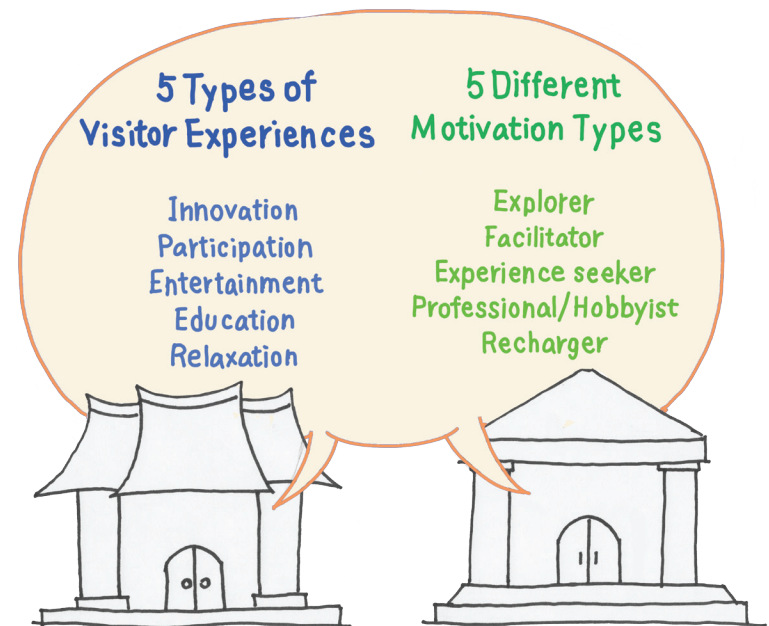 5 Types of
Visitor Experiences
Innovation
Participation
Entertainment
Education
Relaxation
5 Different
Motivation Types
Explorer
Facilitator
Experience seeker
Professional/Hobbyist
Recharger